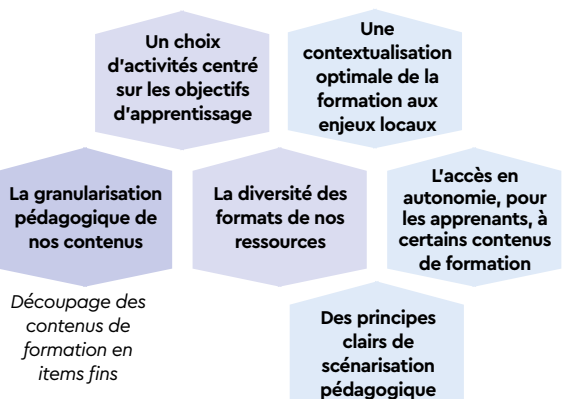 Un choix
d'activités centré
sur les objectifs
d'apprentissage
Une
contextualisation
optimale de la
formation aux
enjeux locaux
La granularisation
pédagogique de
nos contenus
La diversité des
formats de nos
ressources
L'accès en
autonomie, pour
les apprenants, à
certains contenus
de formation
Découpage des
contenus de
formation en
items fins
Des principes
clairs de
scénarisation
pédagogique